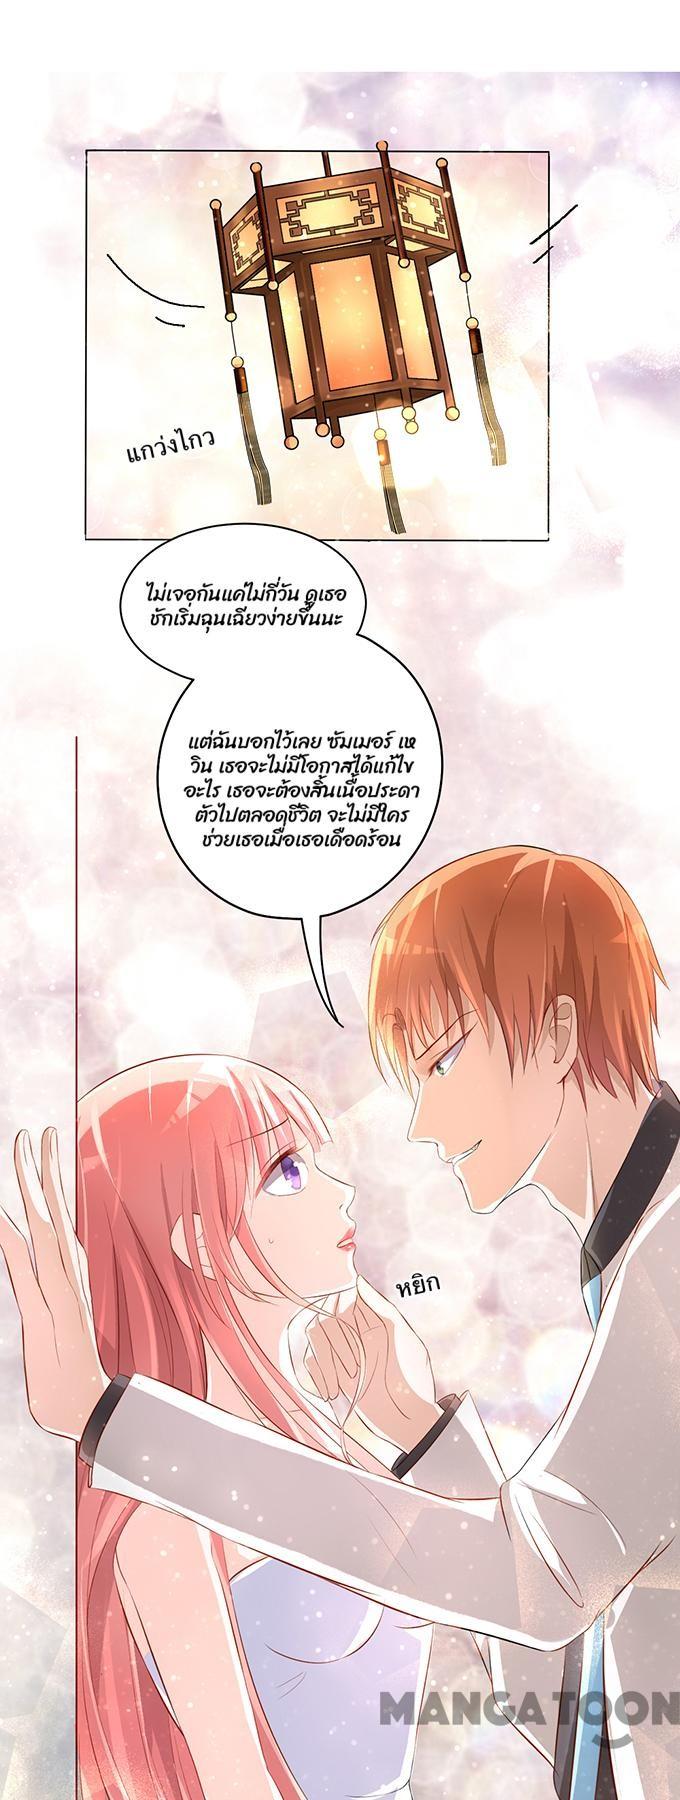 แกว่งไกว
ไม่เจอกันแค่ไม่กี่วัน ดูเธอ
ชักเริ่มฉุนเฉียวง่ายขึ้นนะ
แต่ฉันบอกไว้เลย ซัมเมอร์ เห
วิน เธอจะไม่มีโอกาสได้แก้ไข
อะไร เธอจะต้องสิ้นเนื้อประดา
ตัวไปตลอดชีวิต จะไม่มีใคร
ช่วยเธอเมื่อเธอเดือดร้อน
หยิก
MANGATOON